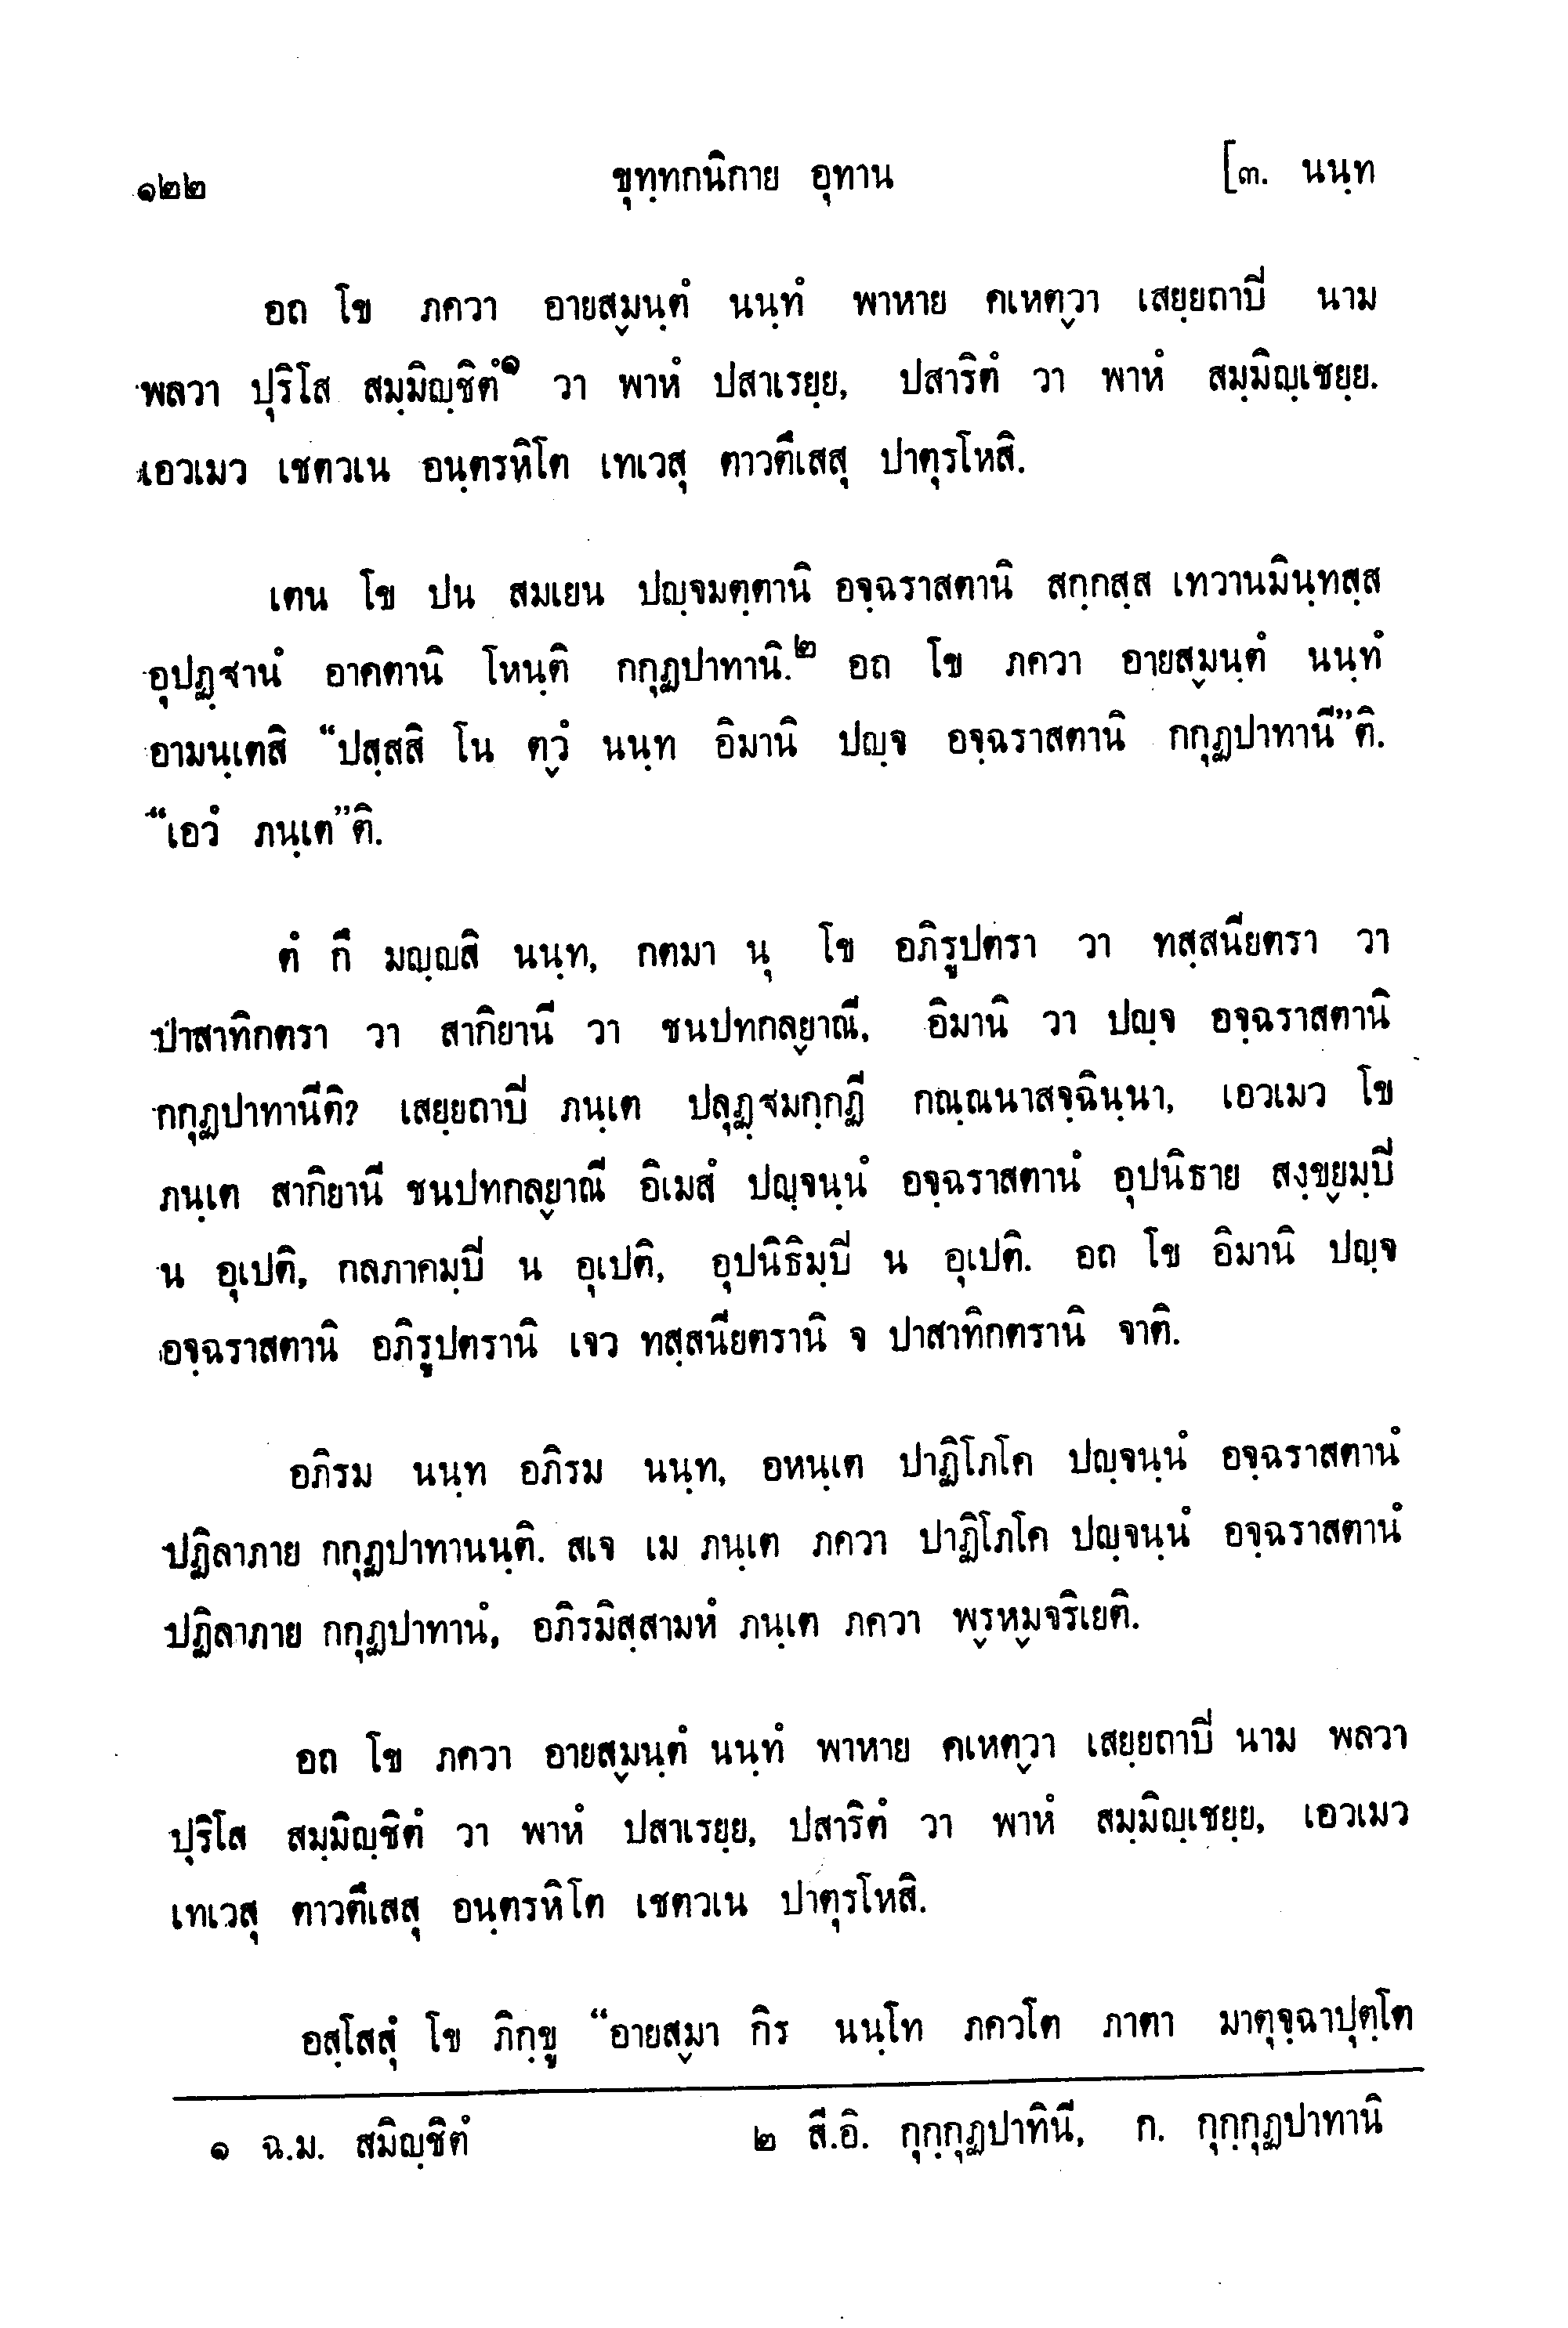 ๑๒๒ ขุทฺทกนิกาย อุทาน [๓. นนฺท
อถ โข ภควา อายสฺมนฺตํ นนฺทํ พาหาย คเหตฺวา เสยฺยถาปิ นาม
พลวา ปุริโส สมฺมิญฺชิตํ๑ วา พาหํ ปสาเรยฺย, ปสาริตํ วา พาหํ สมฺมิญฺเชยฺย.
เอวเมว เชตวเน อนฺตรหิโต เทเวสุ ตาวตึเสสุ ปาตุรโหสิ.
เตน โข ปน สมเยน ปญฺจมตฺตานิ อจฺฉราสตานิ สกฺกสฺส เทวานมินฺทสฺส
อุปฏฺฐานํ อาคตานิ โหนฺติ กกุฏปาทานิ.๒ อถ โข ภควา อายสฺมนฺตํ นนฺทํ
อามนฺเตสิ “ปสฺสสิ โน ตฺวํ นนฺท อิมานิ ปญฺจ อจฺฉราสตานิ กกุฏปาทานี”ติ.
“เอวํ ภนฺเต”ติ.
ตํ กึ มญฺญสิ นนฺท, กตมา นุ โข อภิรูปตรา วา ทสฺสนียตรา วา
ปาสาทิกตรา วา สากิยานี วา ชนปทกลฺยาณี, อิมานิ วา ปญฺจ อจฺฉราสตานิ
กกุฏปาทานีติ? เสยฺยถาปิ ภนฺเต ปลุฏฺฐมกฺกฏี กณฺณนาสจฺฉินฺนา, เอวเมว โข
ภนฺเต สากิยานี ชนปทกลฺยาณี อิเมสํ ปญฺจนฺนํ อจฺฉราสตานํ อุปนิธาย สงฺขฺยมฺปิ
น อุเปติ, กลภาคมฺปิ น อุเปติ, อุปนิธิมฺปิ น อุเปติ. อถ โข อิมานิ ปญฺจ
อจฺฉราสตานิ อภิรูปตรานิ เจว ทสฺสนียตรานิ จ ปาสาทิกตรานิ จาติ.
อภิรม นนฺท อภิรม นนฺท, อหนฺเต ปาฏิโภโค ปญฺจนฺนํ อจฺฉราสตานํ
ปฏิลาภาย กกุฏปาทานนฺติ. สเจ เม ภนฺเต ภควา ปาฏิโภโค ปญฺจนฺนํ อจฺฉราสตานํ
ปฏิลาภาย กกุฏปาทานํ, อภิรมิสฺสามหํ ภนฺเต ภควา พฺรหฺมจริเยติ.
อถ โข ภควา อายสฺมนฺตํ นนฺทํ พาหาย คเหตฺวา เสยฺยถาปิ นาม พลวา
ปุริโส สมฺมิญฺชิตํ วา พาหํ ปสาเรยฺย, ปสาริตํ วา พาหํ สมฺมิญฺเชยฺย, เอวเมว
เทเวสุ ตาวตึเสสุ อนฺตรหิโต เชตวเน ปาตุรโหสิ.
อสฺโสสุํ โข ภิกฺขู “อายสฺมา กิร นนฺโท ภควโต ภาตา มาตุจฺฉาปุตฺโต
๑ ฉ.ม. สมิญฺชิตํ ๒ สี.อิ. กุกฺกุฏปาทินี, ก. กุกฺกุฏปาทานิ